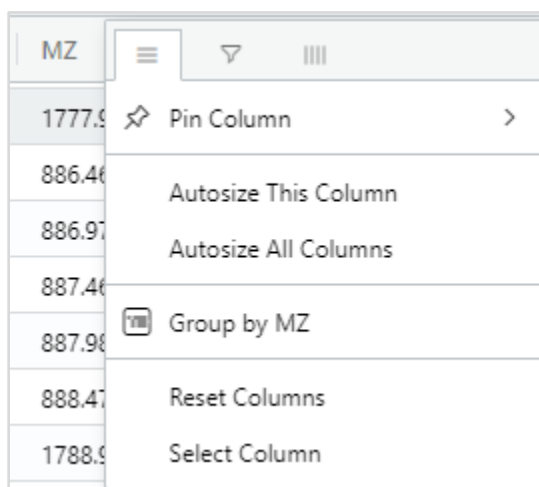 MZ
1777.9
Pin Column
886.46
Autosize This Column
886.97
Autosize All Columns
887.46
Group by MZ
887.98
888.47
Reset Columns
1788.9
Select Column